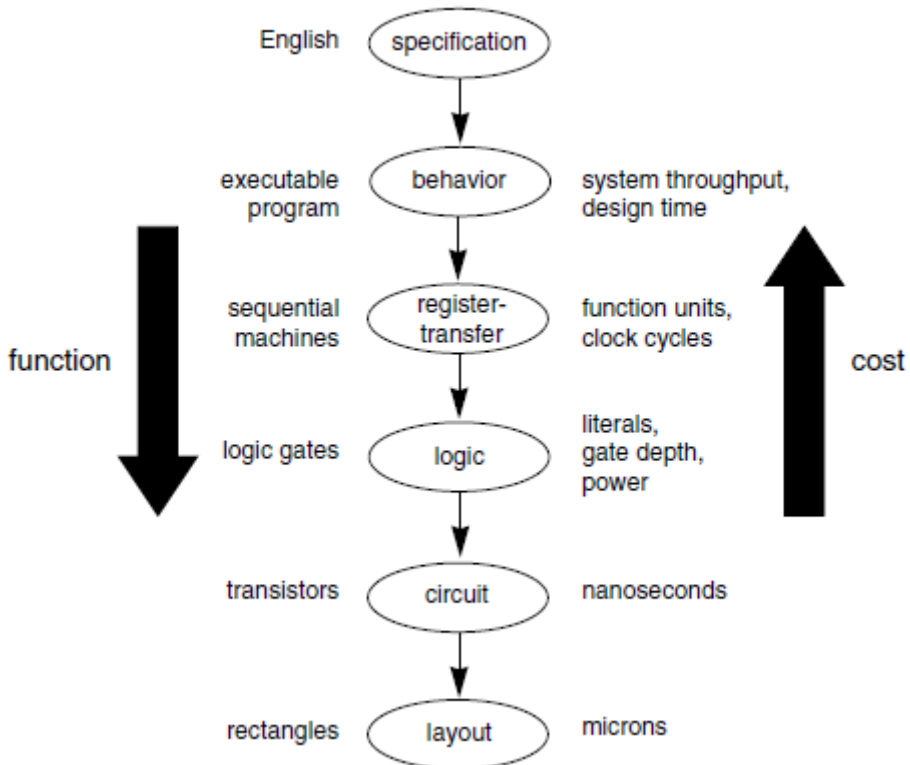 English
specification
executable
program
behavior
system throughput,
design time
sequential
machines
register-
transfer
function units,
clock cycles
function
cost
logic gates
logic
literals,
gate depth,
power
transistors
circuit
nanoseconds
rectangles
layout
microns